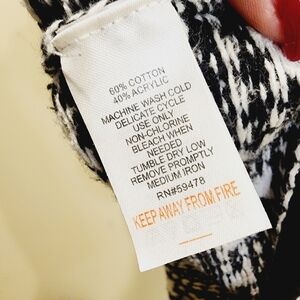 60% COTTON
40% ACRYLIC
MACHINE WASH COLD
DELICATE CYCLE
USE ONLY
NON-CHLORINE
BLEACH WHEN
NEEDED
TUMBLE DRY LOW
REMOVE PROMPTLY
MEDIUM IRON
RN#59478
KEEP AWAY FROM FIRE